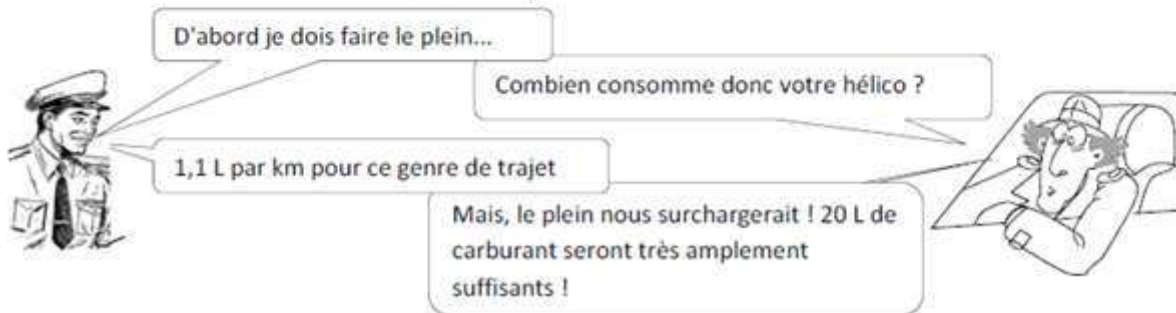 D'abord je dois faire le plein...
Combien consomme donc votre hélico ?
1,1 L par km pour ce genre de trajet
Mais, le plein nous surchargerait ! 20 L de
carburant seront très amplement
suffisants !